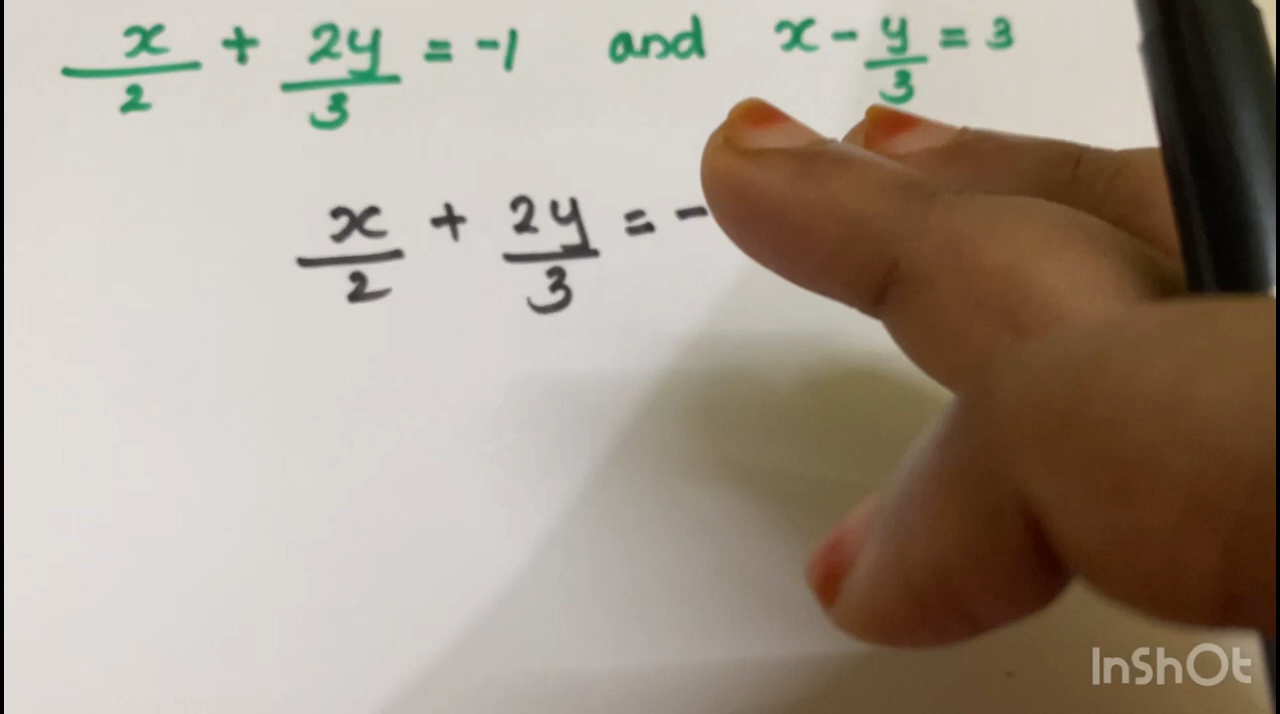 x/2 + 2y/3 = -1 and x - y/3 = 3
x/2 + 2y/3 = -
InShOt